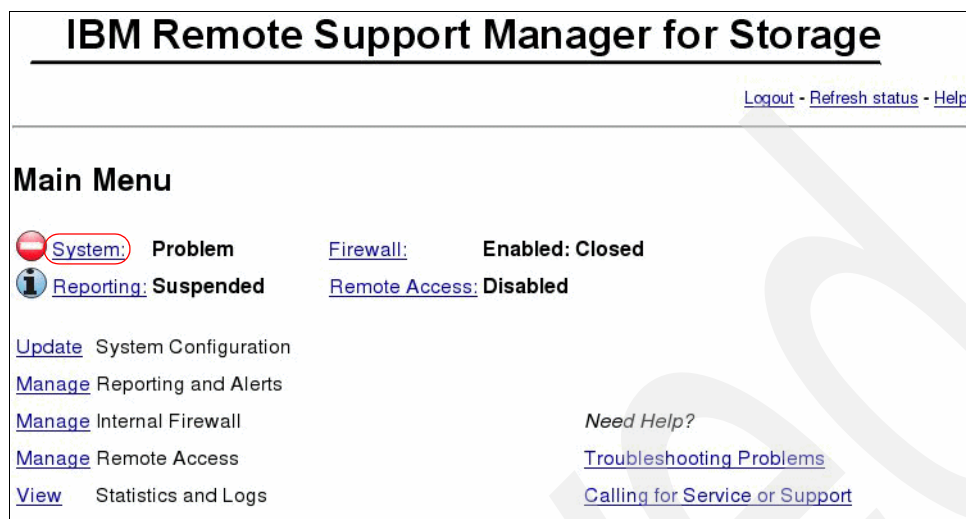 IBM Remote Support Manager for Storage
Logout - Refresh status - Help
Main Menu
System: Problem Firewall: Enabled: Closed
Reporting: Suspended Remote Access: Disabled
Update System Configuration
Manage Reporting and Alerts
Manage Internal Firewall Need Help?
Manage Remote Access Troubleshooting Problems
View Statistics and Logs Calling for Service or Support